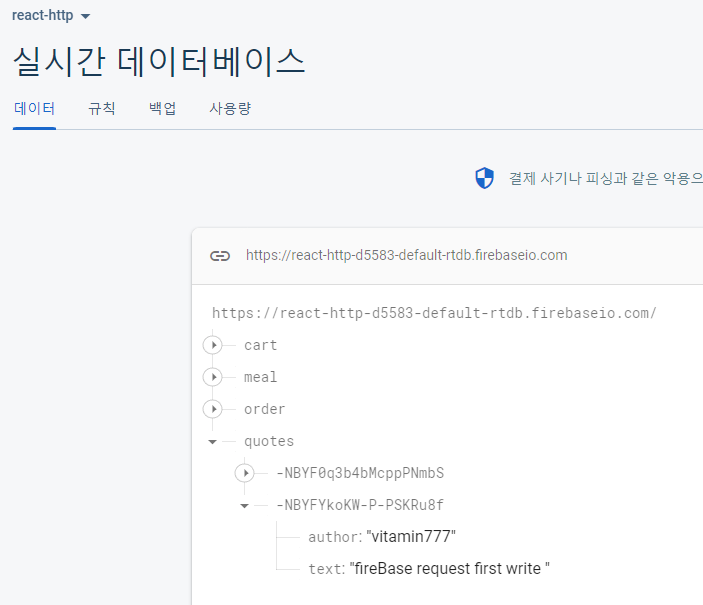 react-http
실시간 데이터베이스
데이터 규칙 백업 사용량
결제 사기나 피싱과 같은 악용으
https://react-http-d5583-default-rtdb.firebaseio.com
https://react-http-d5583-default-rtdb.firebaseio.com/
cart
meal
order
quotes
-NBYF0q3b4bMcppPNmbS
-NBYFYkoKW-P-PSKRu8f
author: "vitamin777"
text: "fireBase request first write "